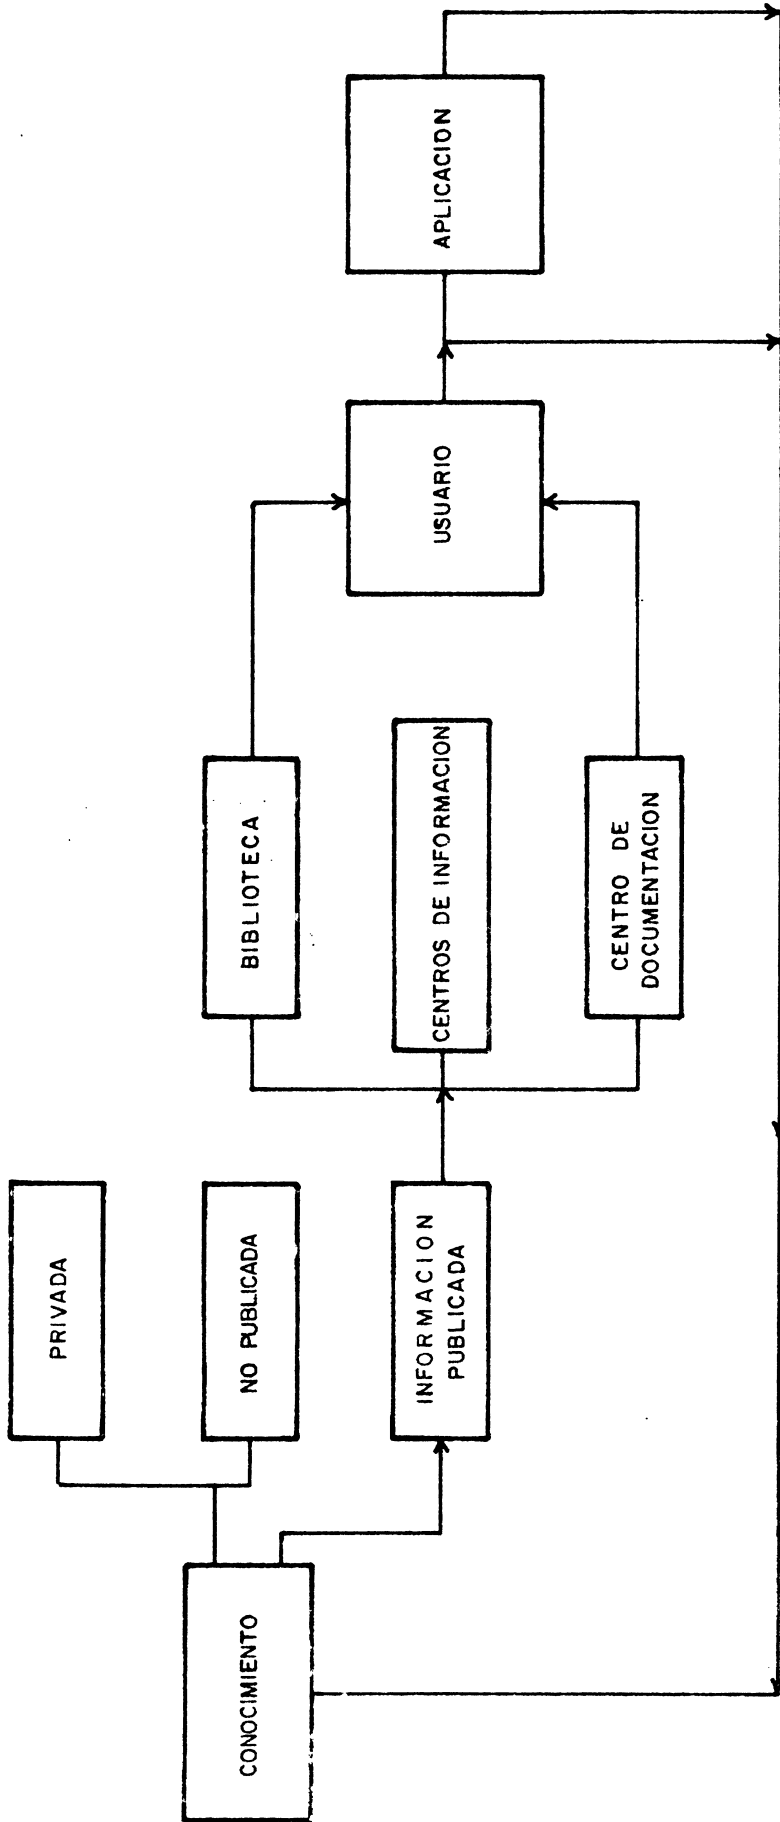 CONOCIMIENTO
PRIVADA
NO PUBLICADA
INFORMACION
PUBLICADA
BIBLIOTECA
CENTROS DE INFORMACION
CENTRO DE
DOCUMENTACION
USUARIO
APLICACION